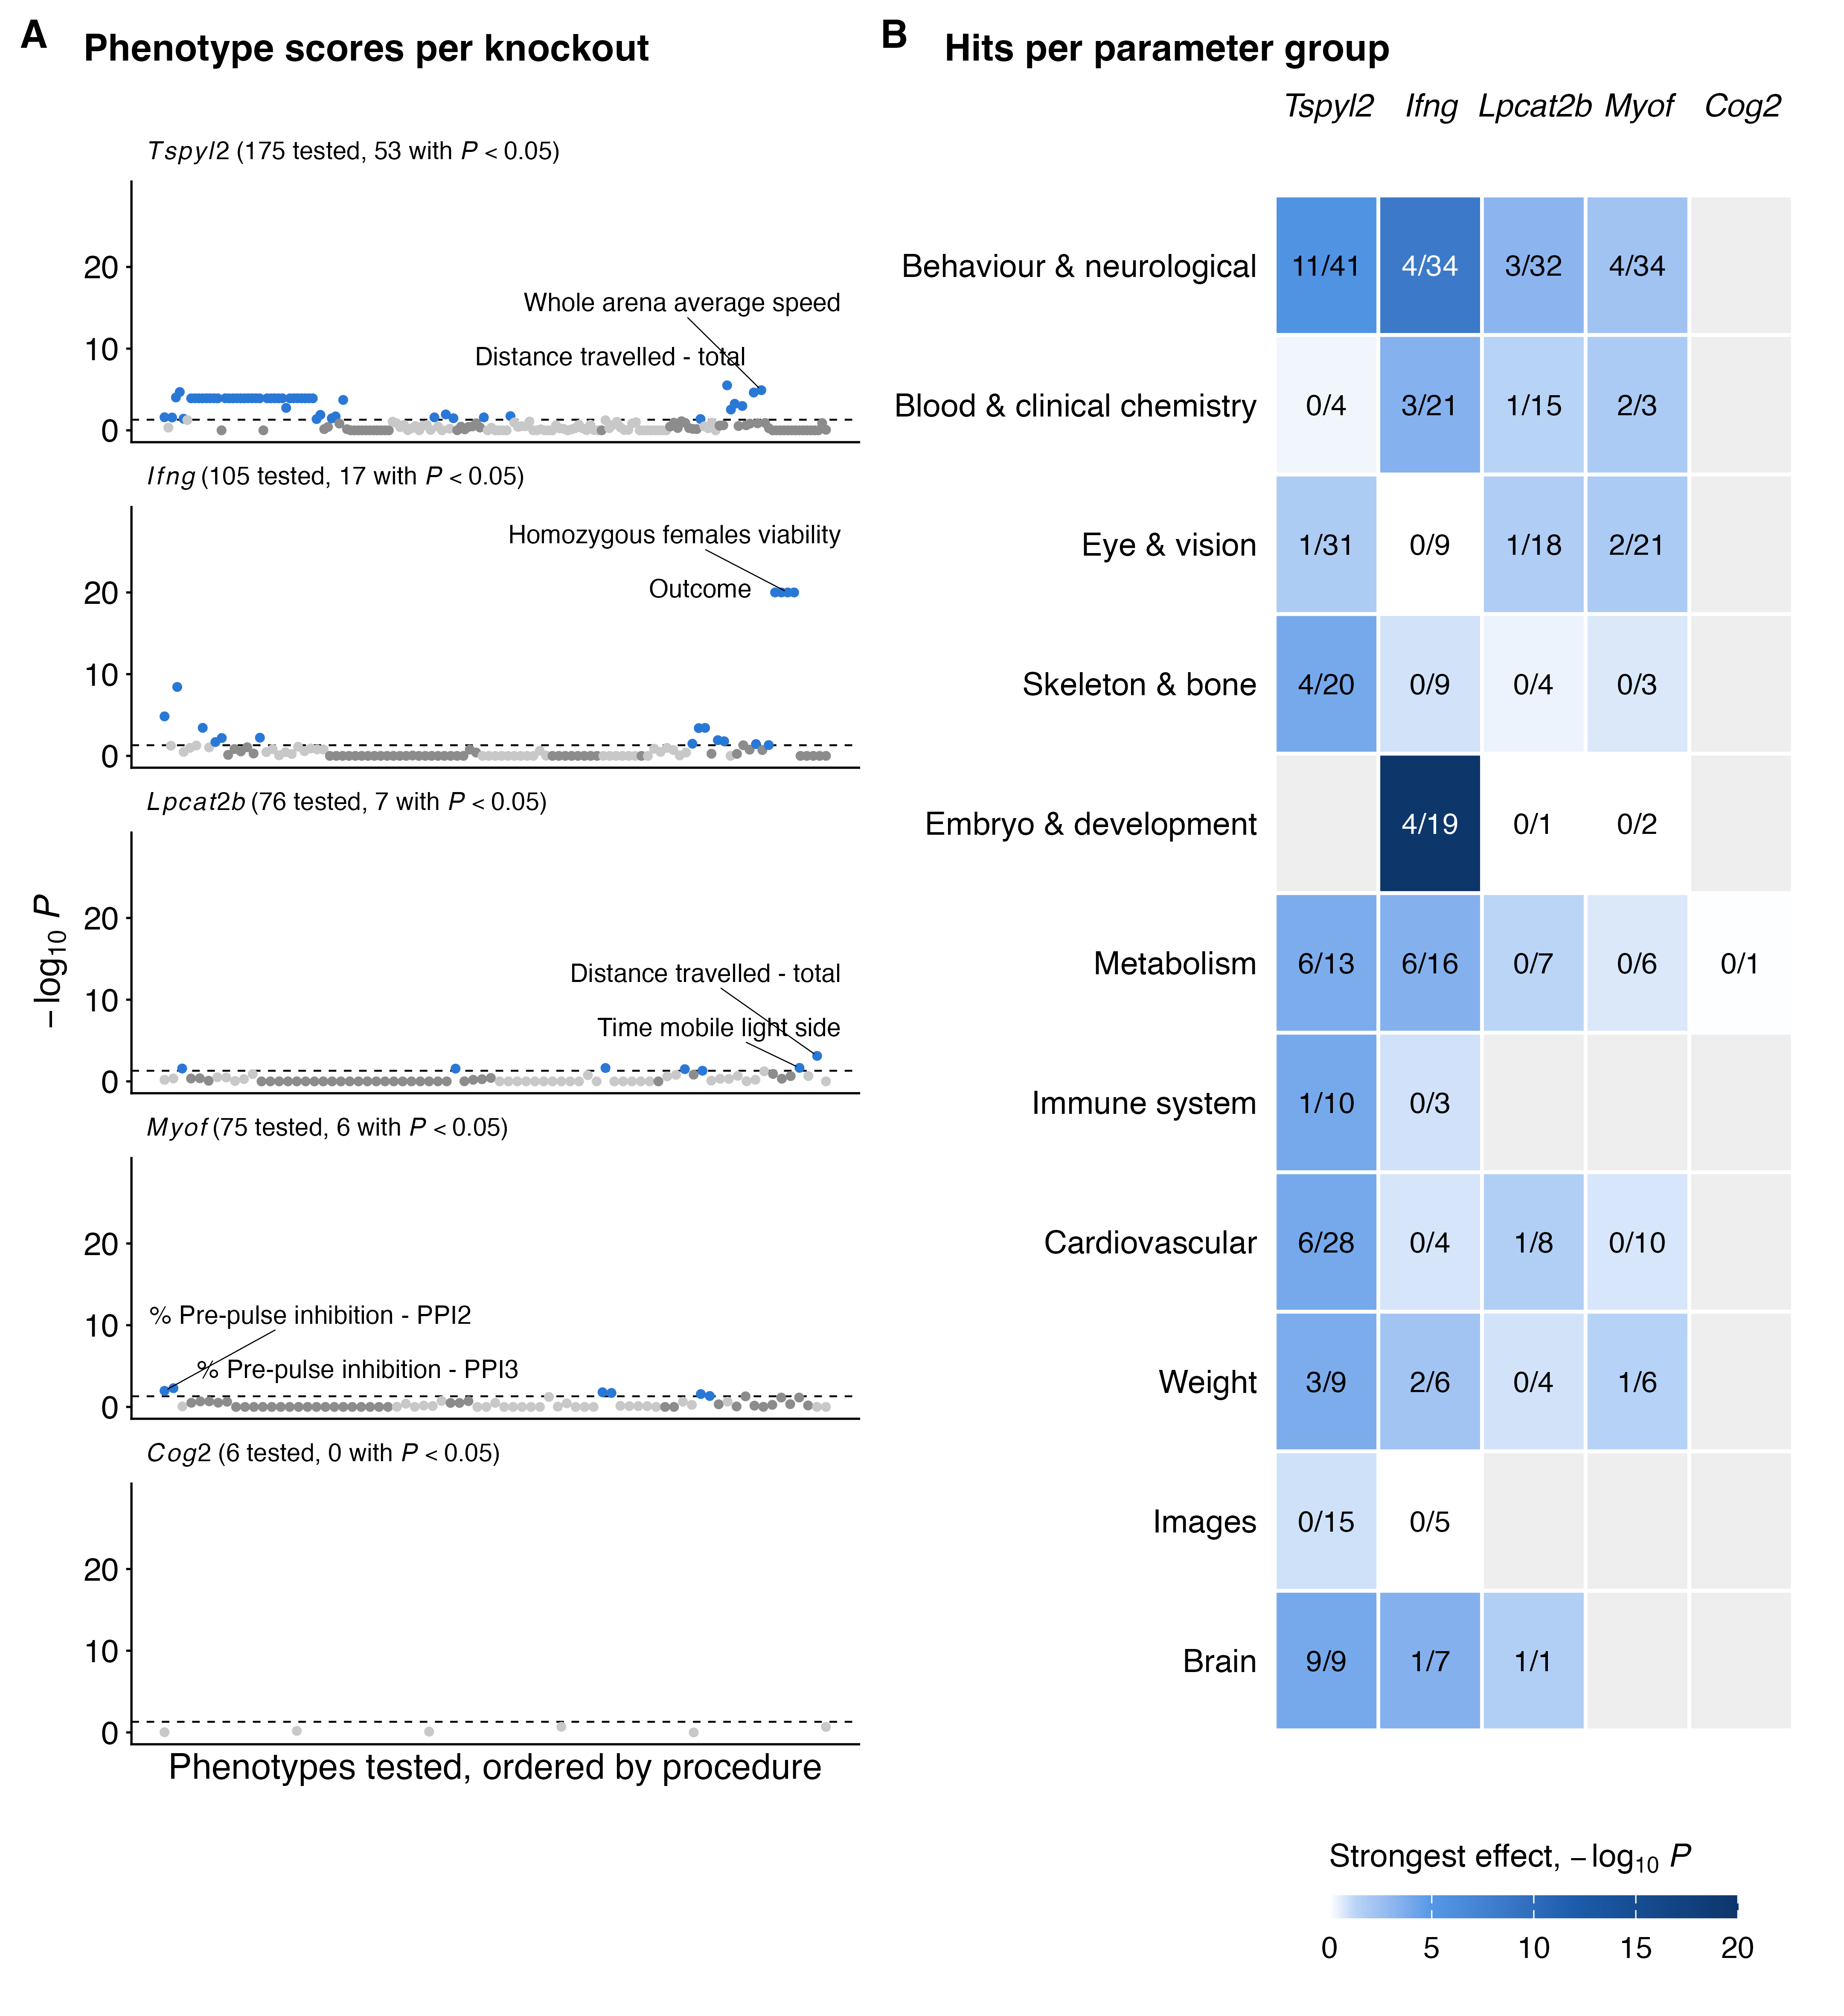 A Phenotype scores per knockout
Tspyl2 (175 tested, 53 with P < 0.05)
20
10
0
Whole arena average speed
Distance travelled - total
Ifng (105 tested, 17 with P < 0.05)
20
10
0
Homozygous females viability
Outcome
Lpcat2b (76 tested, 7 with P < 0.05)
20
10
0
Distance travelled - total
Time mobile light side
Myof (75 tested, 6 with P < 0.05)
20
10
0
% Pre-pulse inhibition - PPI2
% Pre-pulse inhibition - PPI3
Cog2 (6 tested, 0 with P < 0.05)
20
10
0
−log₁₀ P
Phenotypes tested, ordered by procedure
B Hits per parameter group
Tspyl2 Ifng Lpcat2b Myof Cog2
Behaviour & neurological 11/41 4/34 3/32 4/34
Blood & clinical chemistry 0/4 3/21 1/15 2/3
Eye & vision 1/31 0/9 1/18 2/21
Skeleton & bone 4/20 0/9 0/4 0/3
Embryo & development 4/19 0/1 0/2
Metabolism 6/13 6/16 0/7 0/6 0/1
Immune system 1/10 0/3
Cardiovascular 6/28 0/4 1/8 0/10
Weight 3/9 2/6 0/4 1/6
Images 0/15 0/5
Brain 9/9 1/7 1/1
Strongest effect, −log₁₀ P
0 5 10 15 20